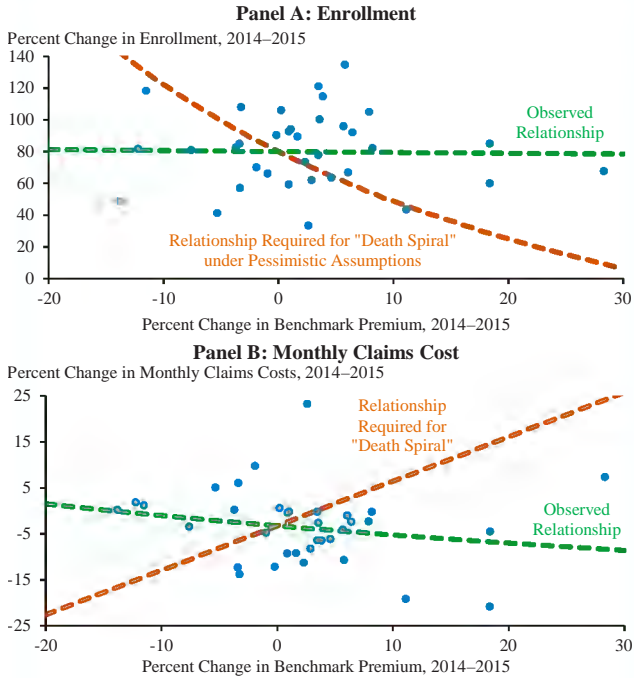 Panel A: Enrollment
Percent Change in Enrollment, 2014–2015
140
120
100
80
60
40
20
0
Observed
Relationship
Relationship Required for "Death Spiral"
under Pessimistic Assumptions
-20
-10
0
10
20
30
Percent Change in Benchmark Premium, 2014–2015
Panel B: Monthly Claims Cost
Percent Change in Monthly Claims Costs, 2014–2015
25
15
5
-5
-15
-25
Relationship
Required for
"Death Spiral"
Observed
Relationship
-20
-10
0
10
20
30
Percent Change in Benchmark Premium, 2014–2015